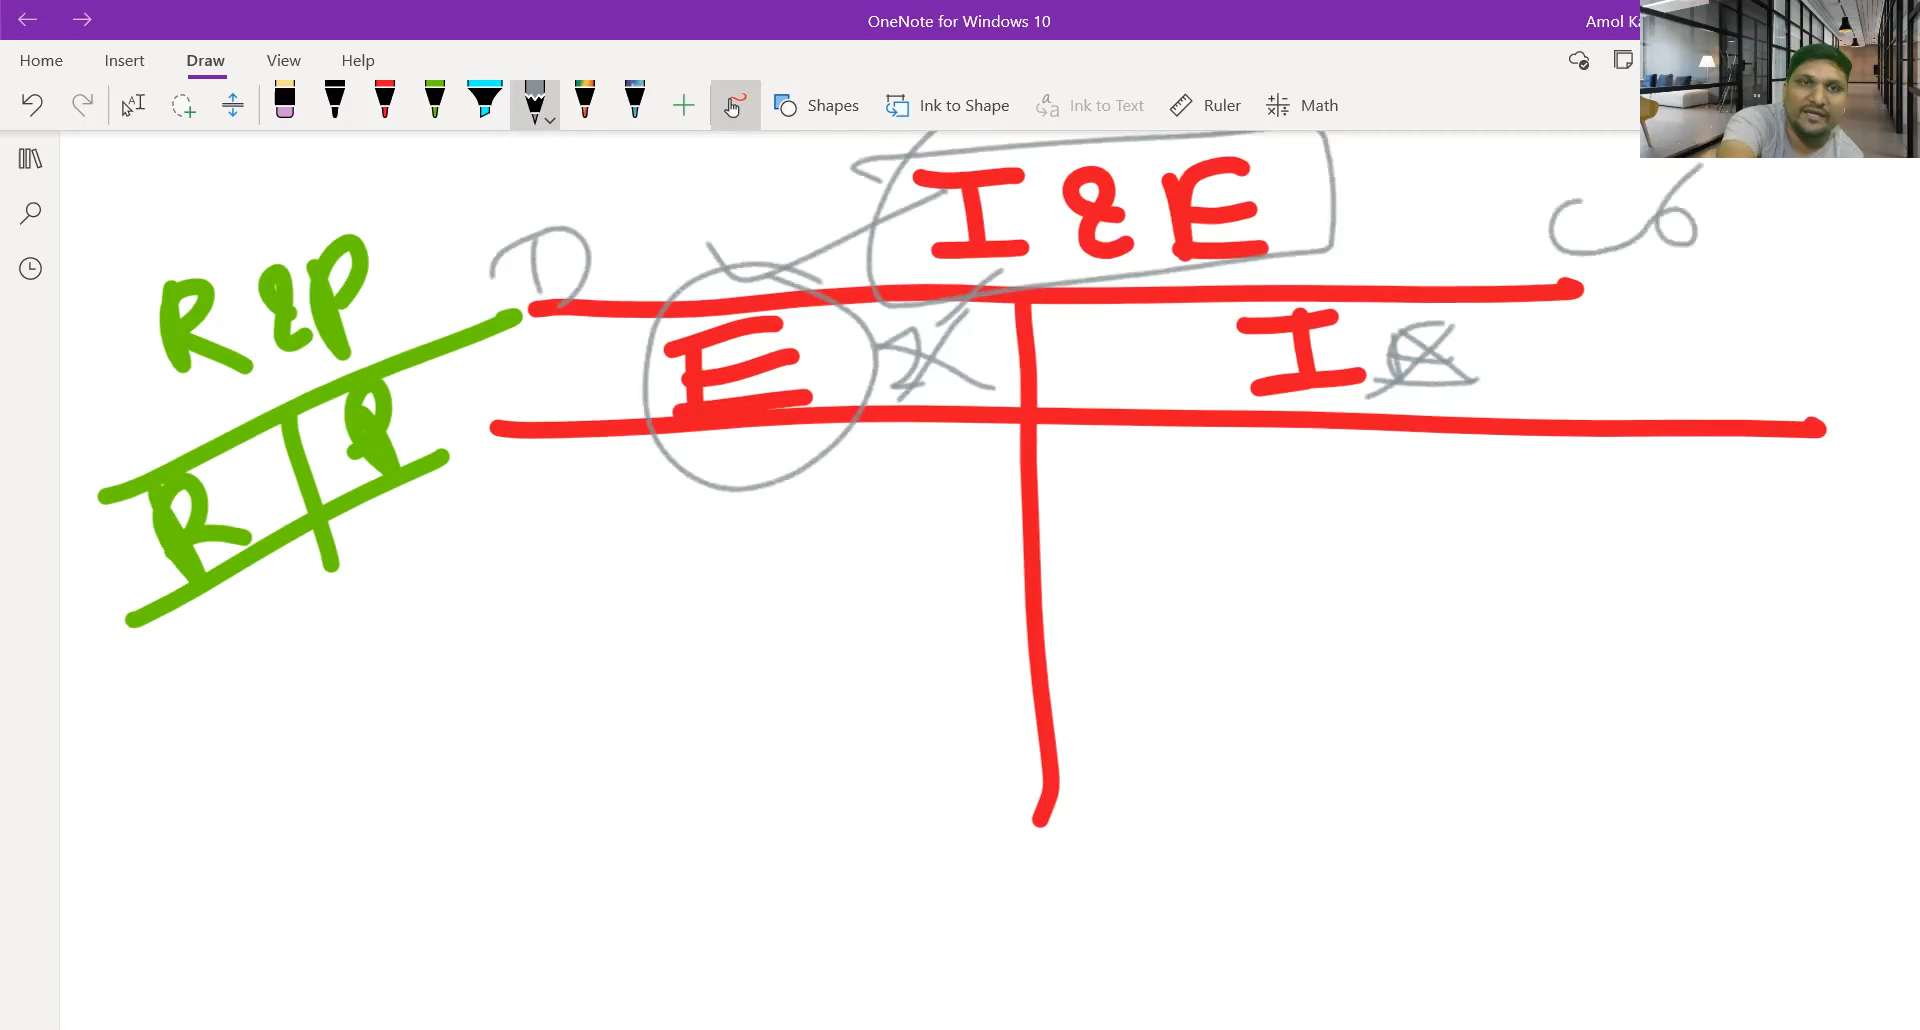 OneNote for Windows 10
Amol Ka
Home Insert Draw View Help
Shapes Ink to Shape Ink to Text Ruler Math
I & E
D
R & P
E I
R P